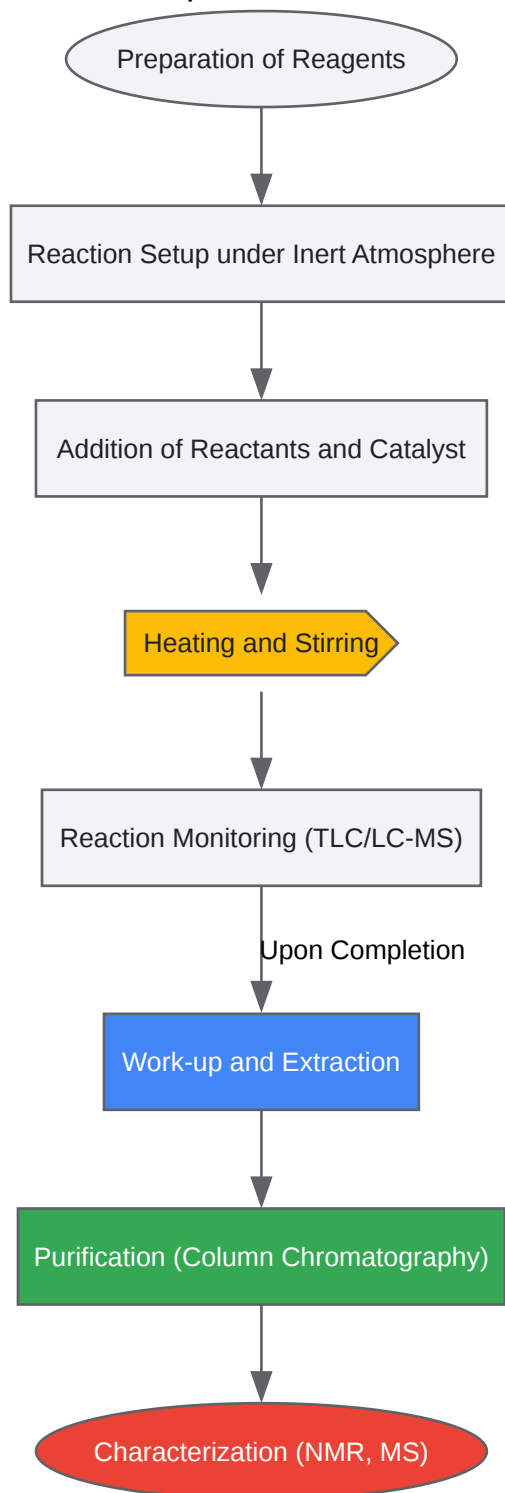 Preparation of Reagents
Reaction Setup under Inert Atmosphere
Addition of Reactants and Catalyst
Heating and Stirring
Reaction Monitoring (TLC/LC-MS)
Upon Completion
Work-up and Extraction
Purification (Column Chromatography)
Characterization (NMR, MS)